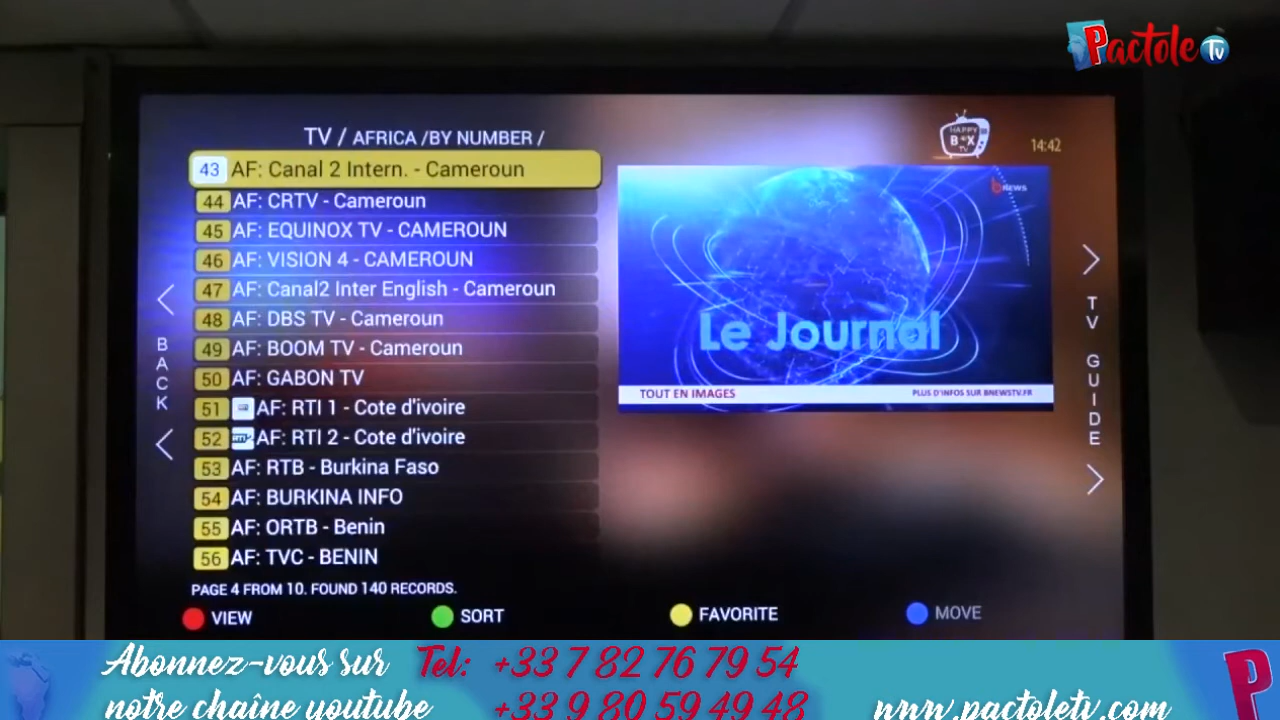 Pactole Tv
TV / AFRICA /BY NUMBER /
HAPPY
B*X
TV
14:42
43 AF: Canal 2 Intern. - Cameroun
44 AF: CRTV - Cameroun
45 AF: EQUINOX TV - CAMEROUN
46 AF: VISION 4 - CAMEROUN
47 AF: Canal2 Inter English - Cameroun
48 AF: DBS TV - Cameroun
49 AF: BOOM TV - Cameroun
50 AF: GABON TV
51 AF: RTI 1 - Cote d'ivoire
52 AF: RTI 2 - Cote d'ivoire
53 AF: RTB - Burkina Faso
54 AF: BURKINA INFO
55 AF: ORTB - Benin
56 AF: TVC - BENIN
PAGE 4 FROM 10. FOUND 140 RECORDS.
BACK
bnews
Le Journal
TOUT EN IMAGES PLUS D'INFOS SUR BNEWSTV.FR
TV GUIDE
VIEW SORT FAVORITE MOVE
Abonnez-vous sur Tel: +33 7 82 76 79 54
notre chaîne youtube +33 9 80 59 49 48 www.pactoletv.com
P